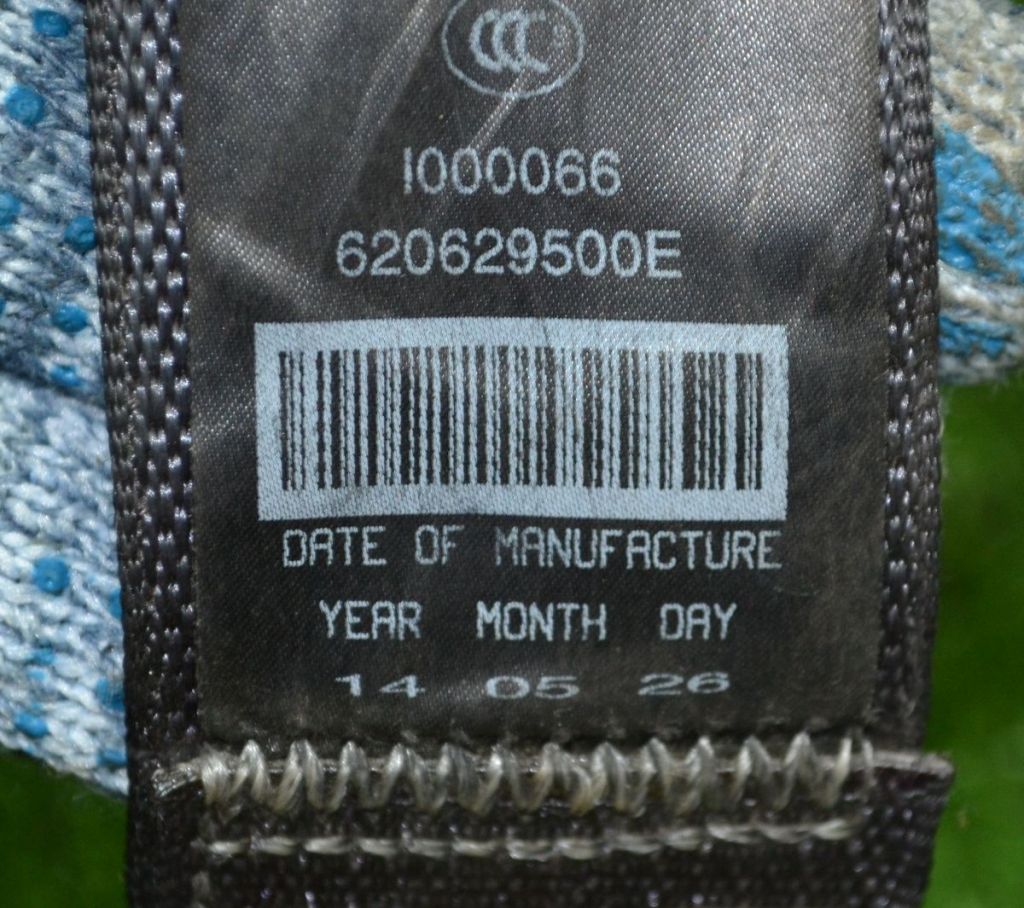 CCC
I000066
620629500E
DATE OF MANUFACTURE
YEAR MONTH DAY
14 05 26